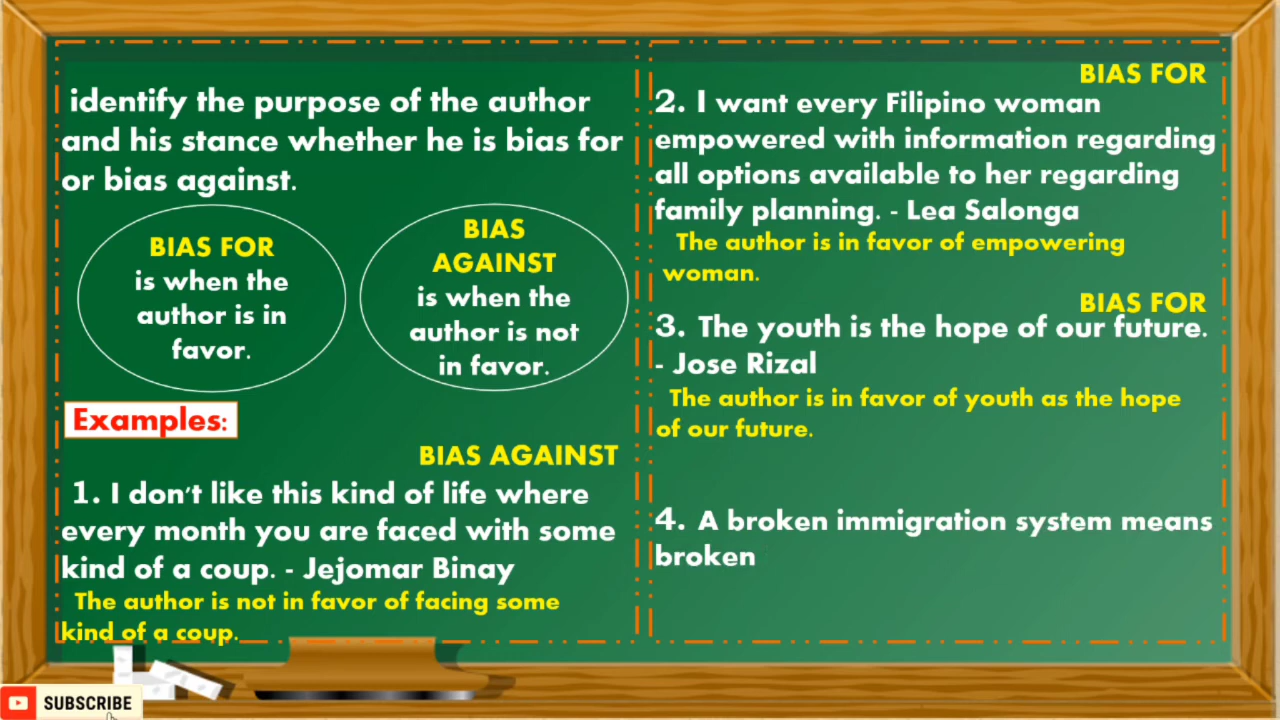 identify the purpose of the author
and his stance whether he is bias for
or bias against.
BIAS FOR
is when the
author is in
favor.
BIAS
AGAINST
is when the
author is not
in favor.
Examples:
BIAS AGAINST
1. I don't like this kind of life where
every month you are faced with some
kind of a coup. - Jejomar Binay
The author is not in favor of facing some
kind of a coup.
BIAS FOR
2. I want every Filipino woman
empowered with information regarding
all options available to her regarding
family planning. - Lea Salonga
The author is in favor of empowering
woman.
BIAS FOR
3. The youth is the hope of our future.
- Jose Rizal
The author is in favor of youth as the hope
of our future.
4. A broken immigration system means
broken
SUBSCRIBE